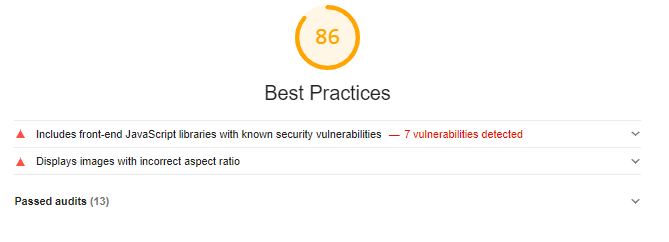 86
Best Practices
Includes front-end JavaScript libraries with known security vulnerabilities — 7 vulnerabilities detected
Displays images with incorrect aspect ratio
Passed audits (13)